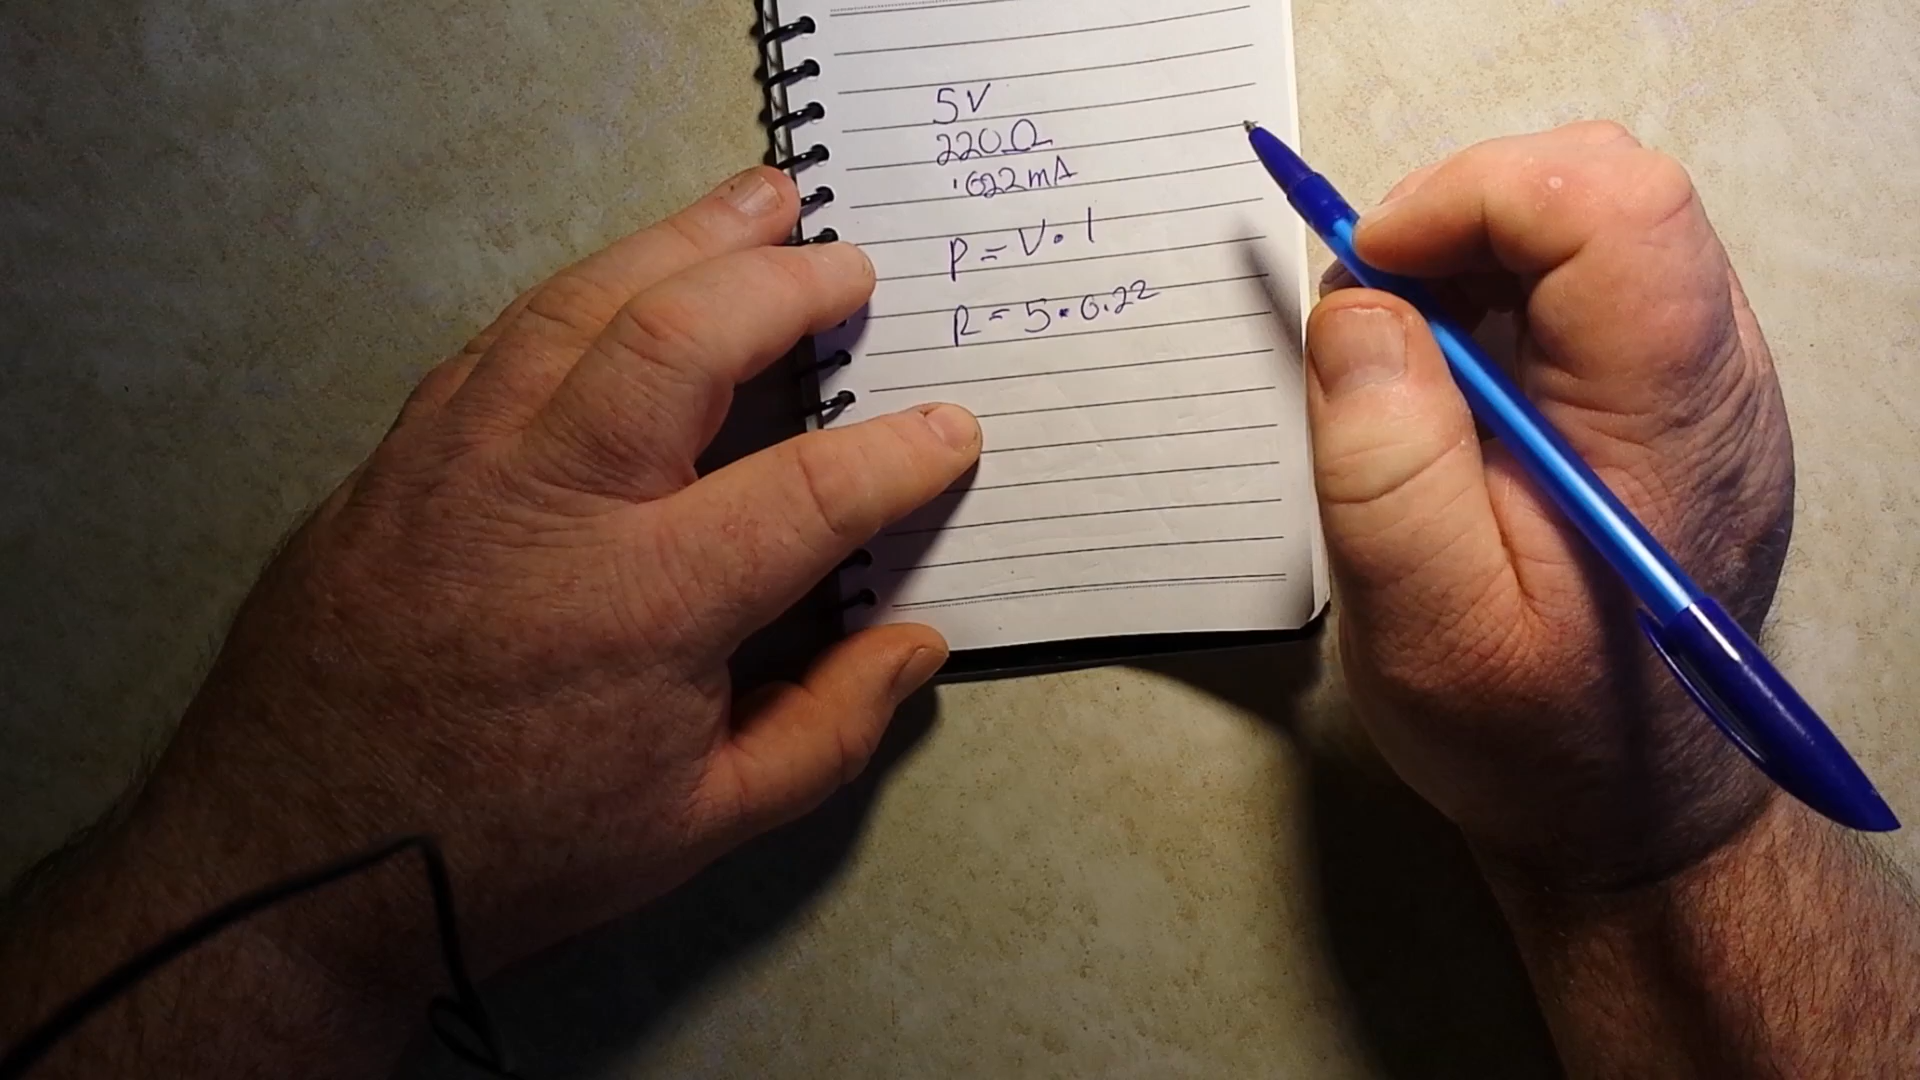 5V
220Ω
.022mA
P = V • I
P = 5 • 0.22